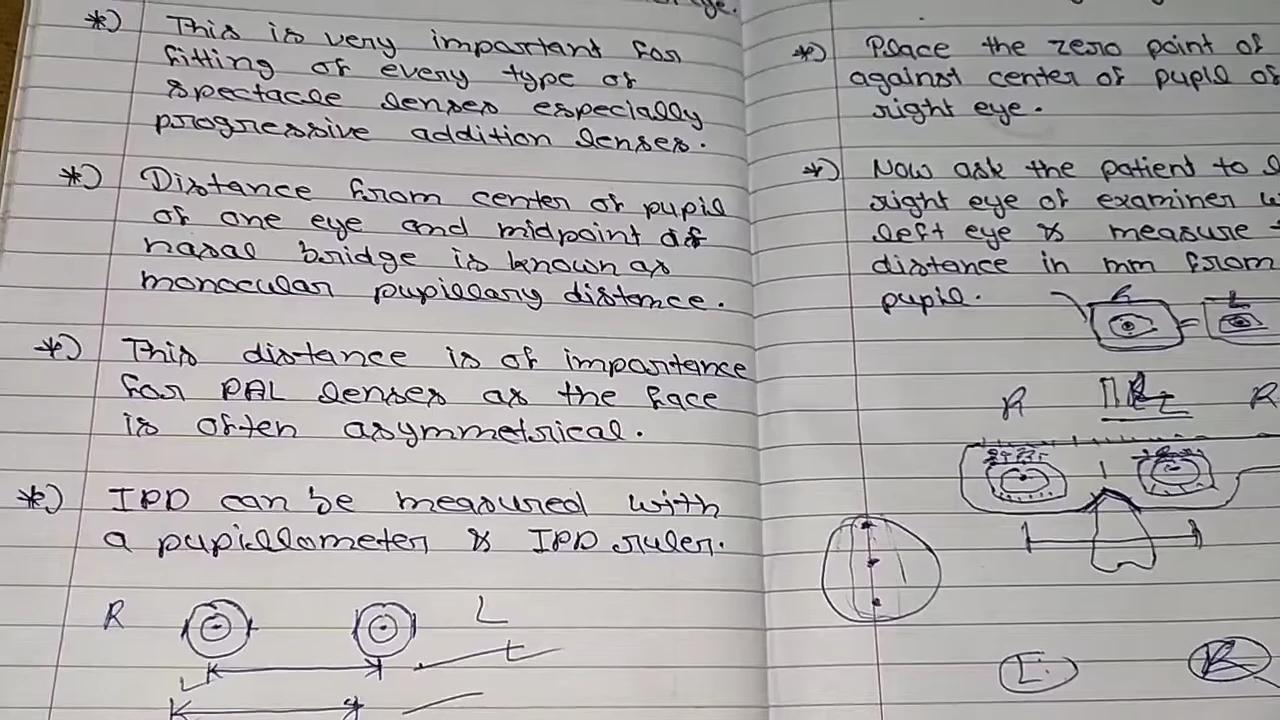 eye.
*) This is very important for
fitting of every type of
spectacle lenses especially
progressive addition lenses.
*) Distance from center of pupil
of one eye and midpoint of
nasal bridge is known as
monocular pupillary distance.
*) This distance is of importance
for PAL lenses as the face
is often asymmetrical.
*) IPD can be measured with
a pupillometer & IPD ruler.
R L
*) Place the zero point of
against center of pupil of
right eye.
*) Now ask the patient to
right eye of examiner
left eye & measure
distance in mm from
pupil.
R L
R R
L